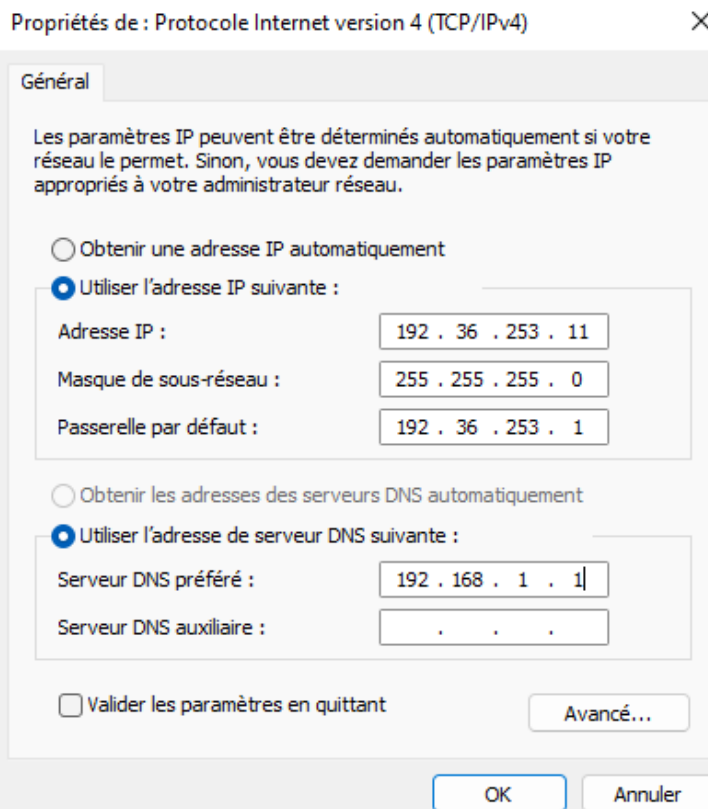 Propriétés de : Protocole Internet version 4 (TCP/IPv4)
Général
Les paramètres IP peuvent être déterminés automatiquement si votre
réseau le permet. Sinon, vous devez demander les paramètres IP
appropriés à votre administrateur réseau.
Obtenir une adresse IP automatiquement
Utiliser l’adresse IP suivante :
Adresse IP : 192 . 36 . 253 . 11
Masque de sous-réseau : 255 . 255 . 255 . 0
Passerelle par défaut : 192 . 36 . 253 . 1
Obtenir les adresses des serveurs DNS automatiquement
Utiliser l’adresse de serveur DNS suivante :
Serveur DNS préféré : 192 . 168 . 1 . 1
Serveur DNS auxiliaire : . . .
Valider les paramètres en quittant
Avancé...
OK Annuler